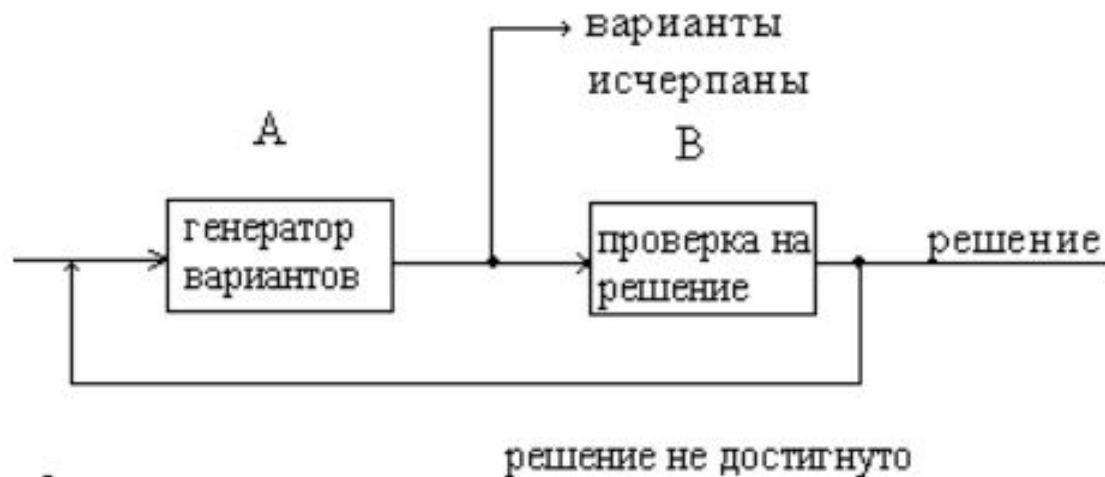 варианты
исчерпаны
А
В
генератор
вариантов
проверка на
решение
решение
решение не достигнуто